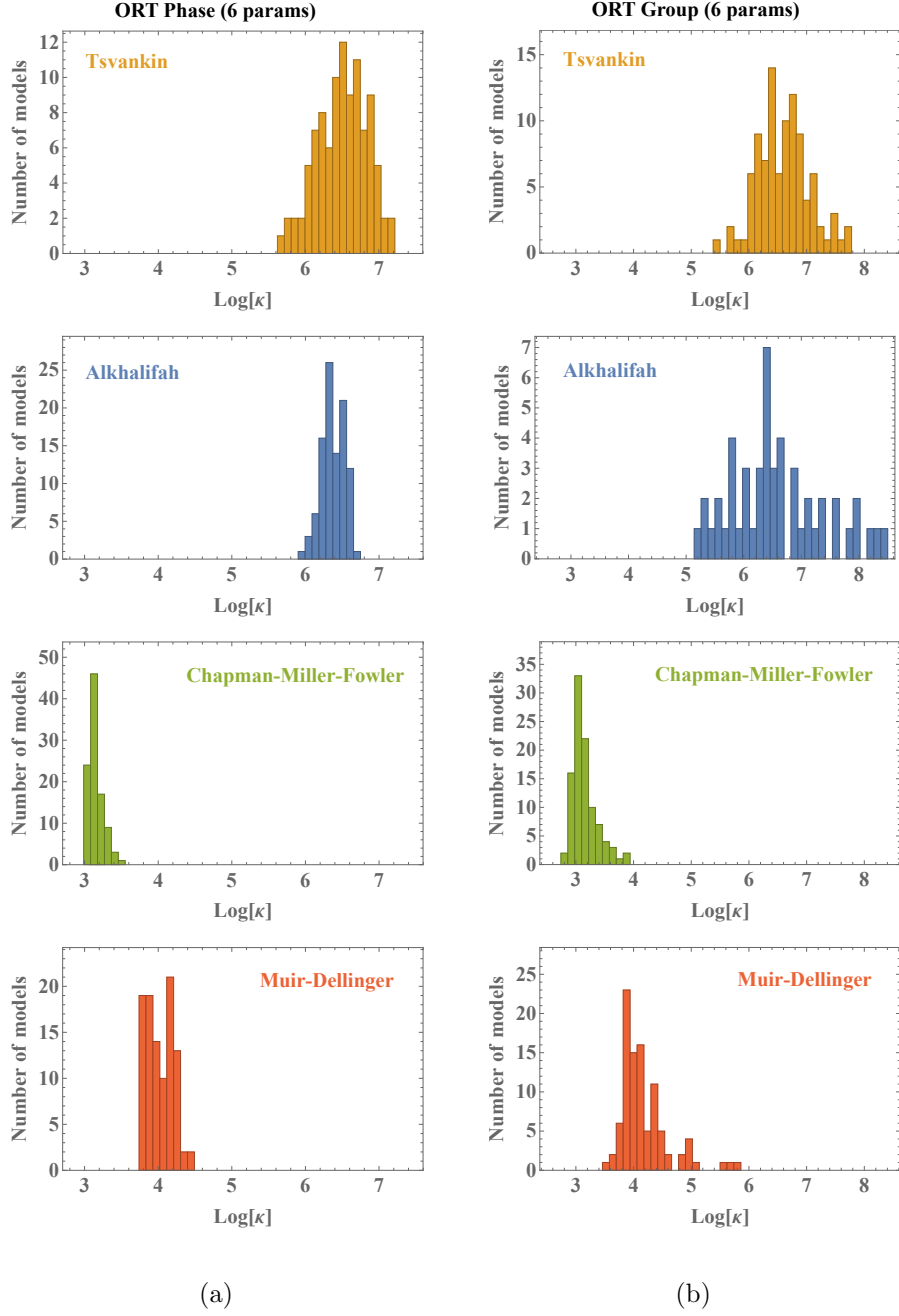 ORT Phase (6 params)
ORT Group (6 params)
Tsvankin
Number of models
12
10
8
6
4
2
0
3 4 5 6 7
Log[κ]
Tsvankin
Number of models
15
10
5
0
3 4 5 6 7 8
Log[κ]
Alkhalifah
Number of models
25
20
15
10
5
0
3 4 5 6 7
Log[κ]
Alkhalifah
Number of models
7
6
5
4
3
2
1
0
3 4 5 6 7 8
Log[κ]
Chapman-Miller-Fowler
Number of models
50
40
30
20
10
0
3 4 5 6 7
Log[κ]
Chapman-Miller-Fowler
Number of models
35
30
25
20
15
10
5
0
3 4 5 6 7 8
Log[κ]
Muir-Dellinger
Number of models
20
15
10
5
0
3 4 5 6 7
Log[κ]
Muir-Dellinger
Number of models
25
20
15
10
5
0
3 4 5 6 7 8
Log[κ]
(a)
(b)